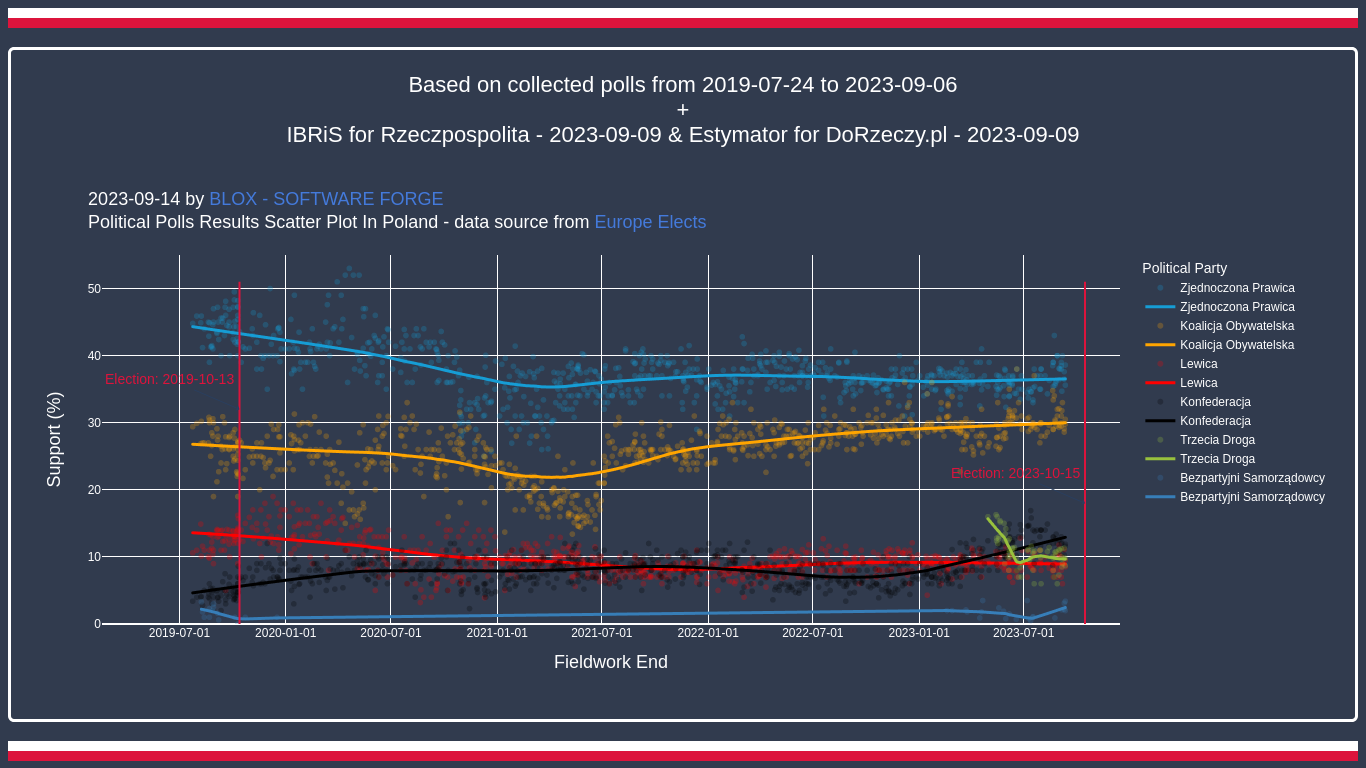 Based on collected polls from 2019-07-24 to 2023-09-06
+
IBRiS for Rzeczpospolita - 2023-09-09 & Estymator for DoRzeczy.pl - 2023-09-09
2023-09-14 by BLOX - SOFTWARE FORGE
Political Polls Results Scatter Plot In Poland - data source from Europe Elects
Political Party
Zjednoczona Prawica
Zjednoczona Prawica
Koalicja Obywatelska
Koalicja Obywatelska
Lewica
Lewica
Konfederacja
Konfederacja
Trzecia Droga
Trzecia Droga
Bezpartyjni Samorządowcy
Bezpartyjni Samorządowcy
Support (%)
50
40
30
20
10
0
Election: 2019-10-13
Election: 2023-10-15
2019-07-01
2020-01-01
2020-07-01
2021-01-01
2021-07-01
2022-01-01
2022-07-01
2023-01-01
2023-07-01
Fieldwork End